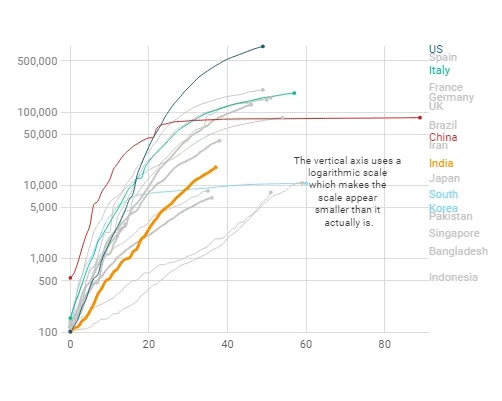 500,000
100,000
50,000
10,000
5,000
1,000
500
100
0
20
40
60
80
The vertical axis uses a
logarithmic scale
which makes the
scale appear
smaller than it
actually is.
US
Spain
Italy
France
Germany
UK
Brazil
China
Iran
India
Japan
South
Korea
Pakistan
Singapore
Bangladesh
Indonesia